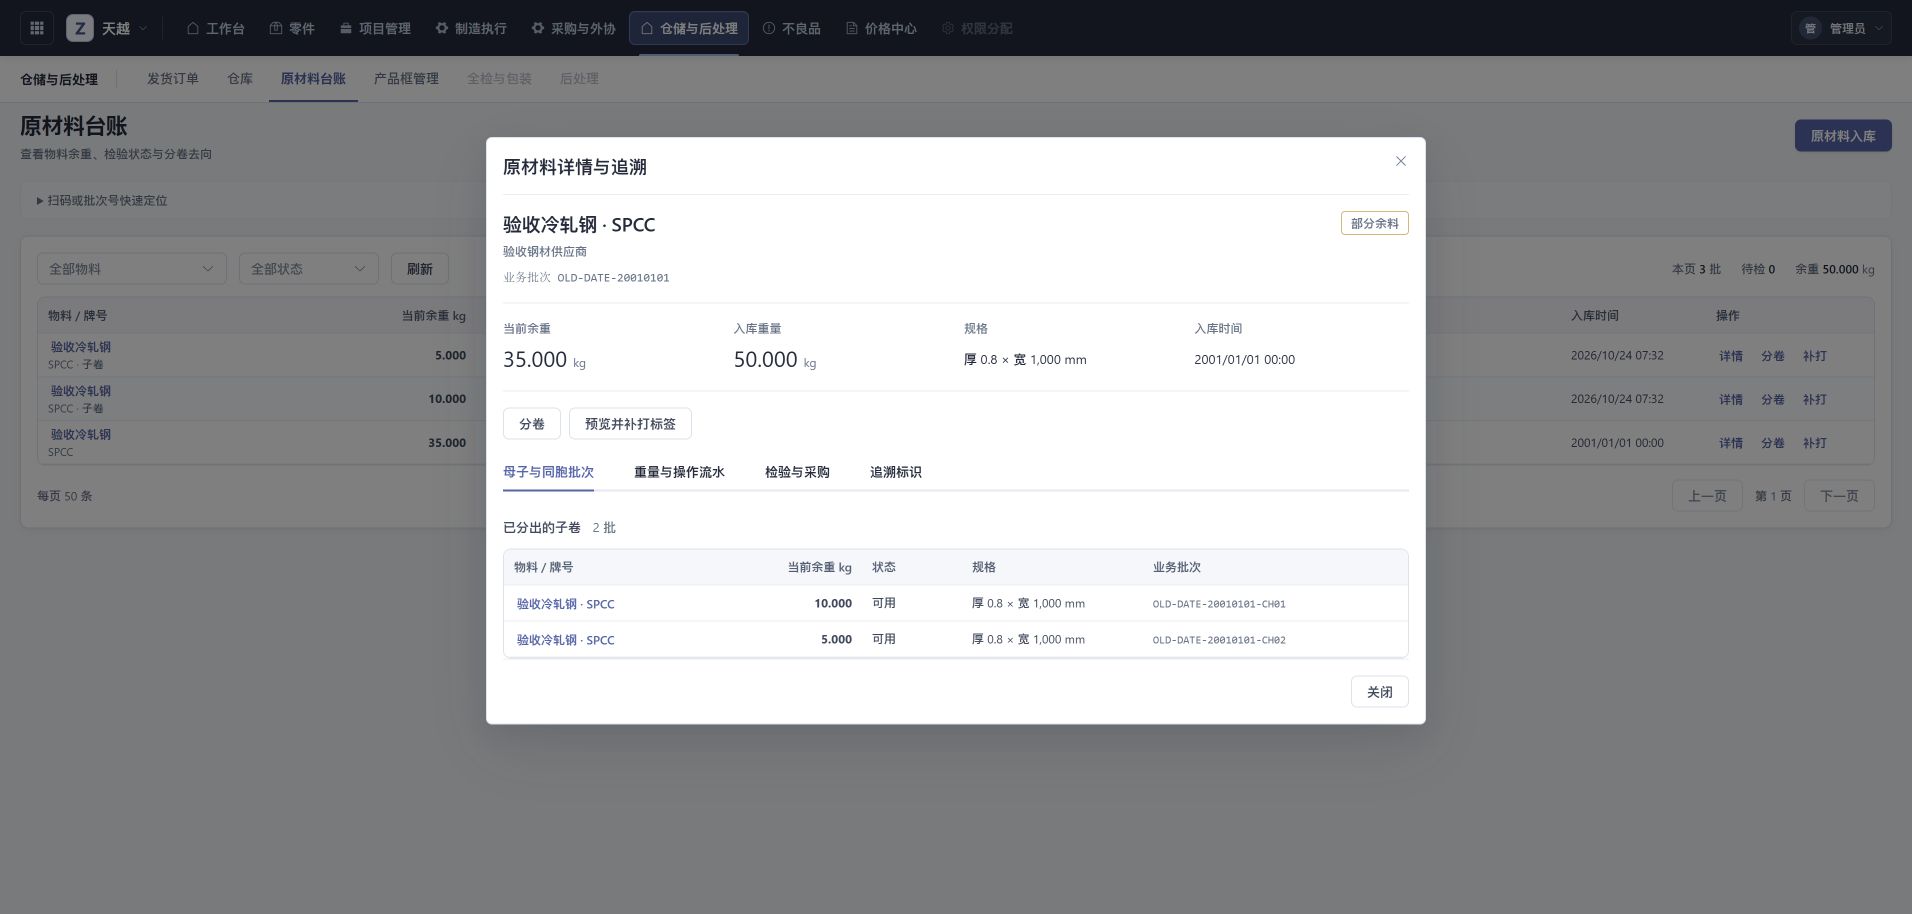 Z 天越 工作台 零件 项目管理 制造执行 采购与外协 仓储与后处理 不良品 价格中心 权限分配 管 管理员
仓储与后处理 发货订单 仓库 原材料台账 产品框管理 全检与包装 后处理
原材料台账
查看物料余重、检验状态与分卷去向
原材料入库
扫码或批次号快速定位
全部物料 全部状态 刷新
本页 3 批 待检 0 余重 50.000 kg
物料 / 牌号 当前余重 kg 入库时间 操作
验收冷轧钢
SPCC · 子卷
5.000 2026/10/24 07:32 详情 分卷 补打
验收冷轧钢
SPCC · 子卷
10.000 2026/10/24 07:32 详情 分卷 补打
验收冷轧钢
SPCC
35.000 2001/01/01 00:00 详情 分卷 补打
每页 50 条
上一页 第 1 页 下一页
原材料详情与追溯
验收冷轧钢 · SPCC
部分余料
验收钢材供应商
业务批次 OLD-DATE-20010101
当前余重 入库重量 规格 入库时间
35.000 kg 50.000 kg 厚 0.8 × 宽 1,000 mm 2001/01/01 00:00
分卷 预览并补打标签
母子与同胞批次 重量与操作流水 检验与采购 追溯标识
已分出的子卷 2 批
物料 / 牌号 当前余重 kg 状态 规格 业务批次
验收冷轧钢 · SPCC 10.000 可用 厚 0.8 × 宽 1,000 mm OLD-DATE-20010101-CH01
验收冷轧钢 · SPCC 5.000 可用 厚 0.8 × 宽 1,000 mm OLD-DATE-20010101-CH02
关闭